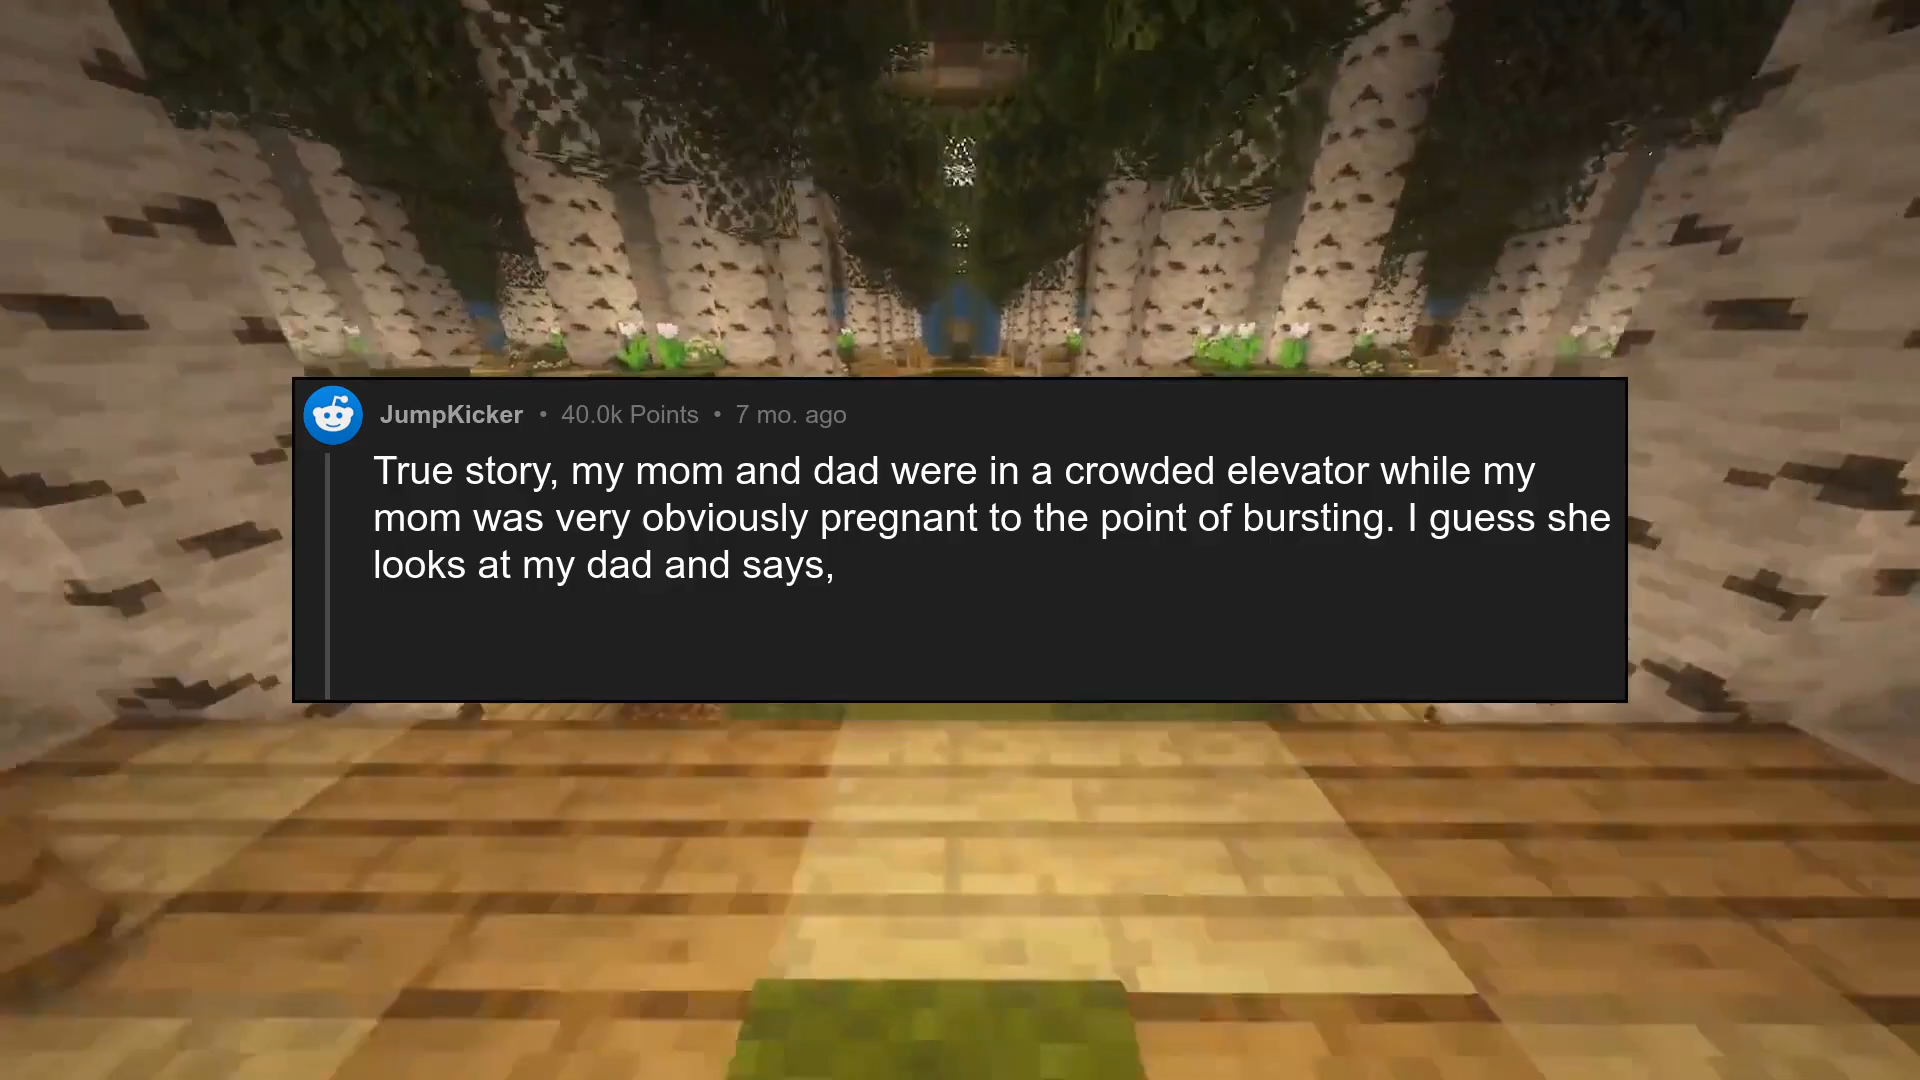 JumpKicker • 40.0k Points • 7 mo. ago
True story, my mom and dad were in a crowded elevator while my
mom was very obviously pregnant to the point of bursting. I guess she
looks at my dad and says,